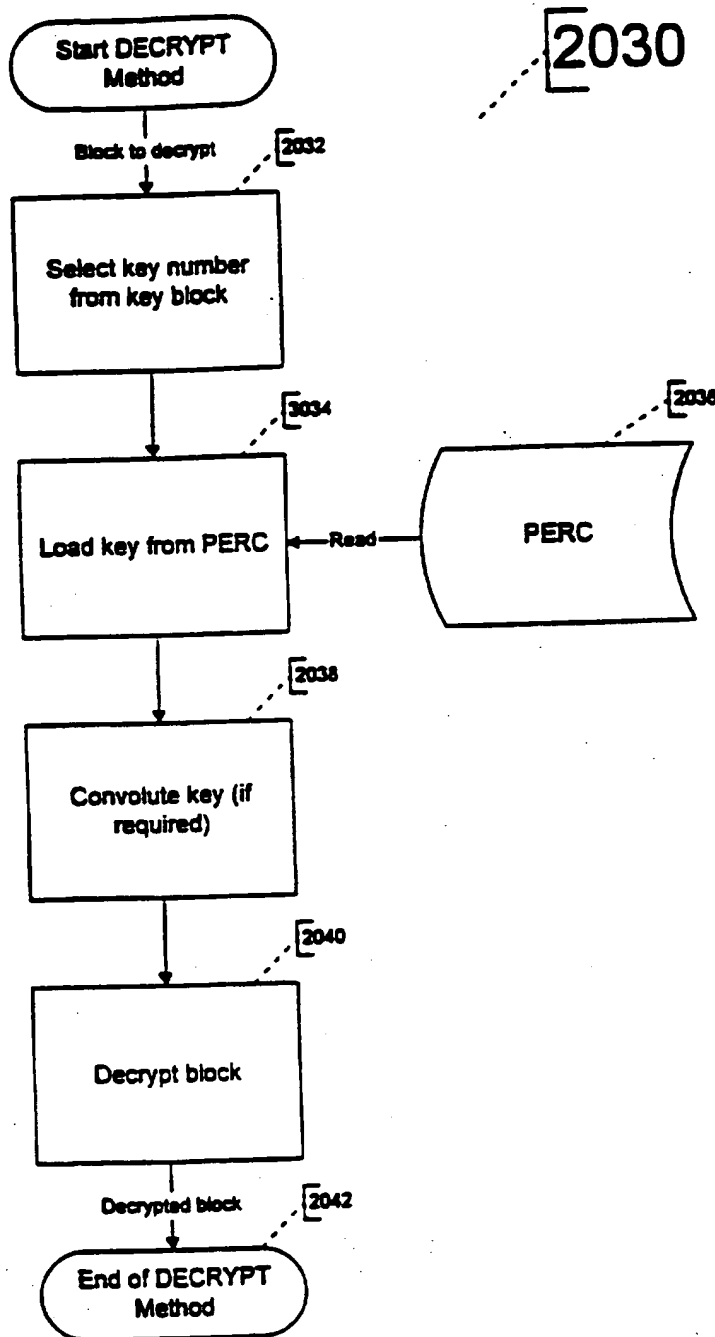 Start DECRYPT
Method
2030
Block to decrypt
2032
Select key number
from key block
3034
2036
Load key from PERC
Read
PERC
2038
Convolute key (if
required)
2040
Decrypt block
Decrypted block
2042
End of DECRYPT
Method